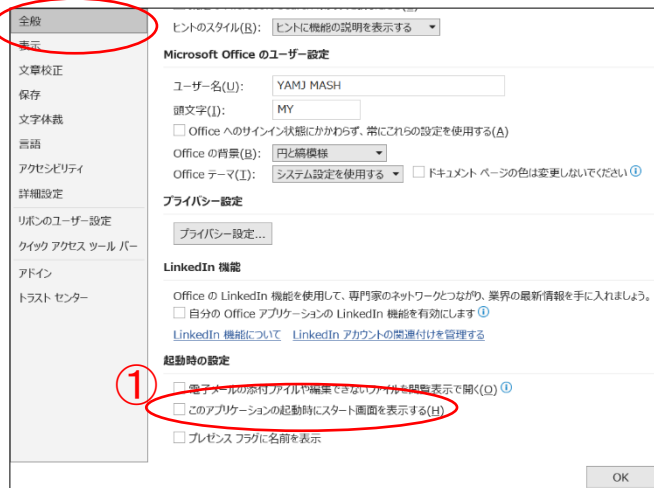 全般
表示
文章校正
保存
文字体裁
言語
アクセシビリティ
詳細設定
リボンのユーザー設定
クイック アクセス ツール バー
アドイン
トラスト センター
ヒントのスタイル(R): ヒントに機能の説明を表示する
Microsoft Office のユーザー設定
ユーザー名(U): YAMJ MASH
頭文字(I): MY
Office へのサインイン状態にかかわらず、常にこれらの設定を使用する(A)
Office の背景(B): 円と縞模様
Office テーマ(T): システム設定を使用する ドキュメント ページの色は変更しないでください
プライバシー設定
プライバシー設定...
LinkedIn 機能
Office の LinkedIn 機能を使用して、専門家のネットワークとつながり、業界の最新情報を手に入れましょう。
自分の Office アプリケーションの LinkedIn 機能を有効にします
LinkedIn 機能について LinkedIn アカウントの関連付けを管理する
起動時の設定
①
電子メールの添付ファイルや編集できないファイルを閲覧表示で開く(O)
このアプリケーションの起動時にスタート画面を表示する(H)
プレゼンス フラグに名前を表示
OK